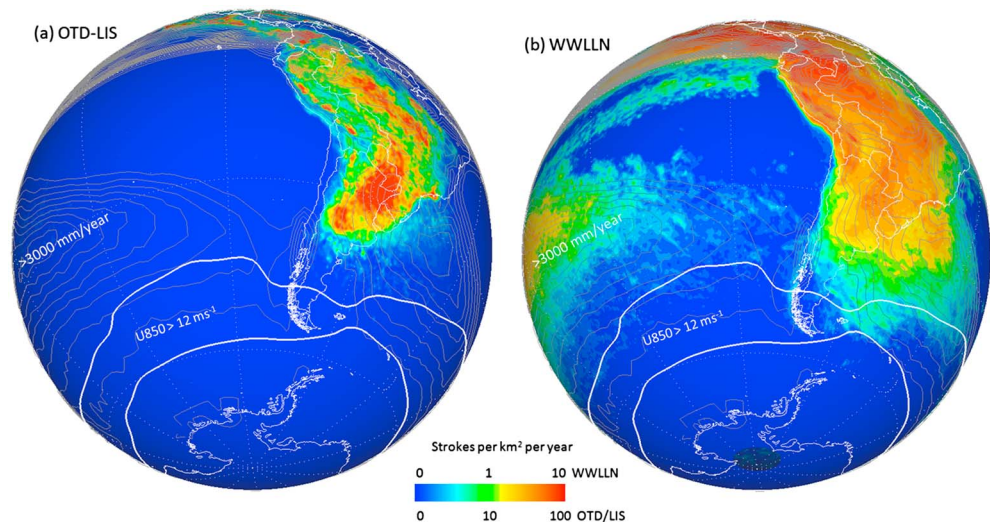 (a) OTD-LIS
(b) WWLLN
>3000 mm/year
U850 > 12 ms-1
>3000 mm/year
U850 > 12 ms-1
Strokes per km2 per year
0 1 10 WWLLN
0 10 100 OTD/LIS